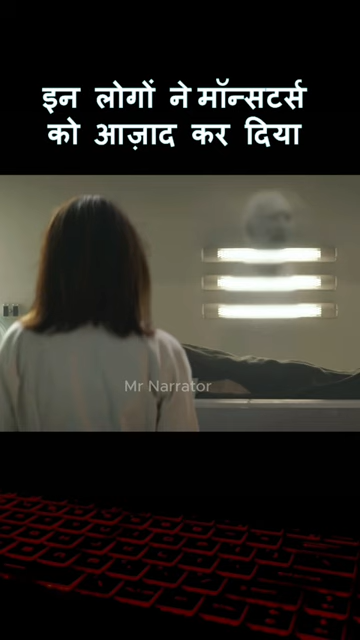 इन लोगों ने मॉन्सटर्स
को आज़ाद कर दिया
Mr Narrator